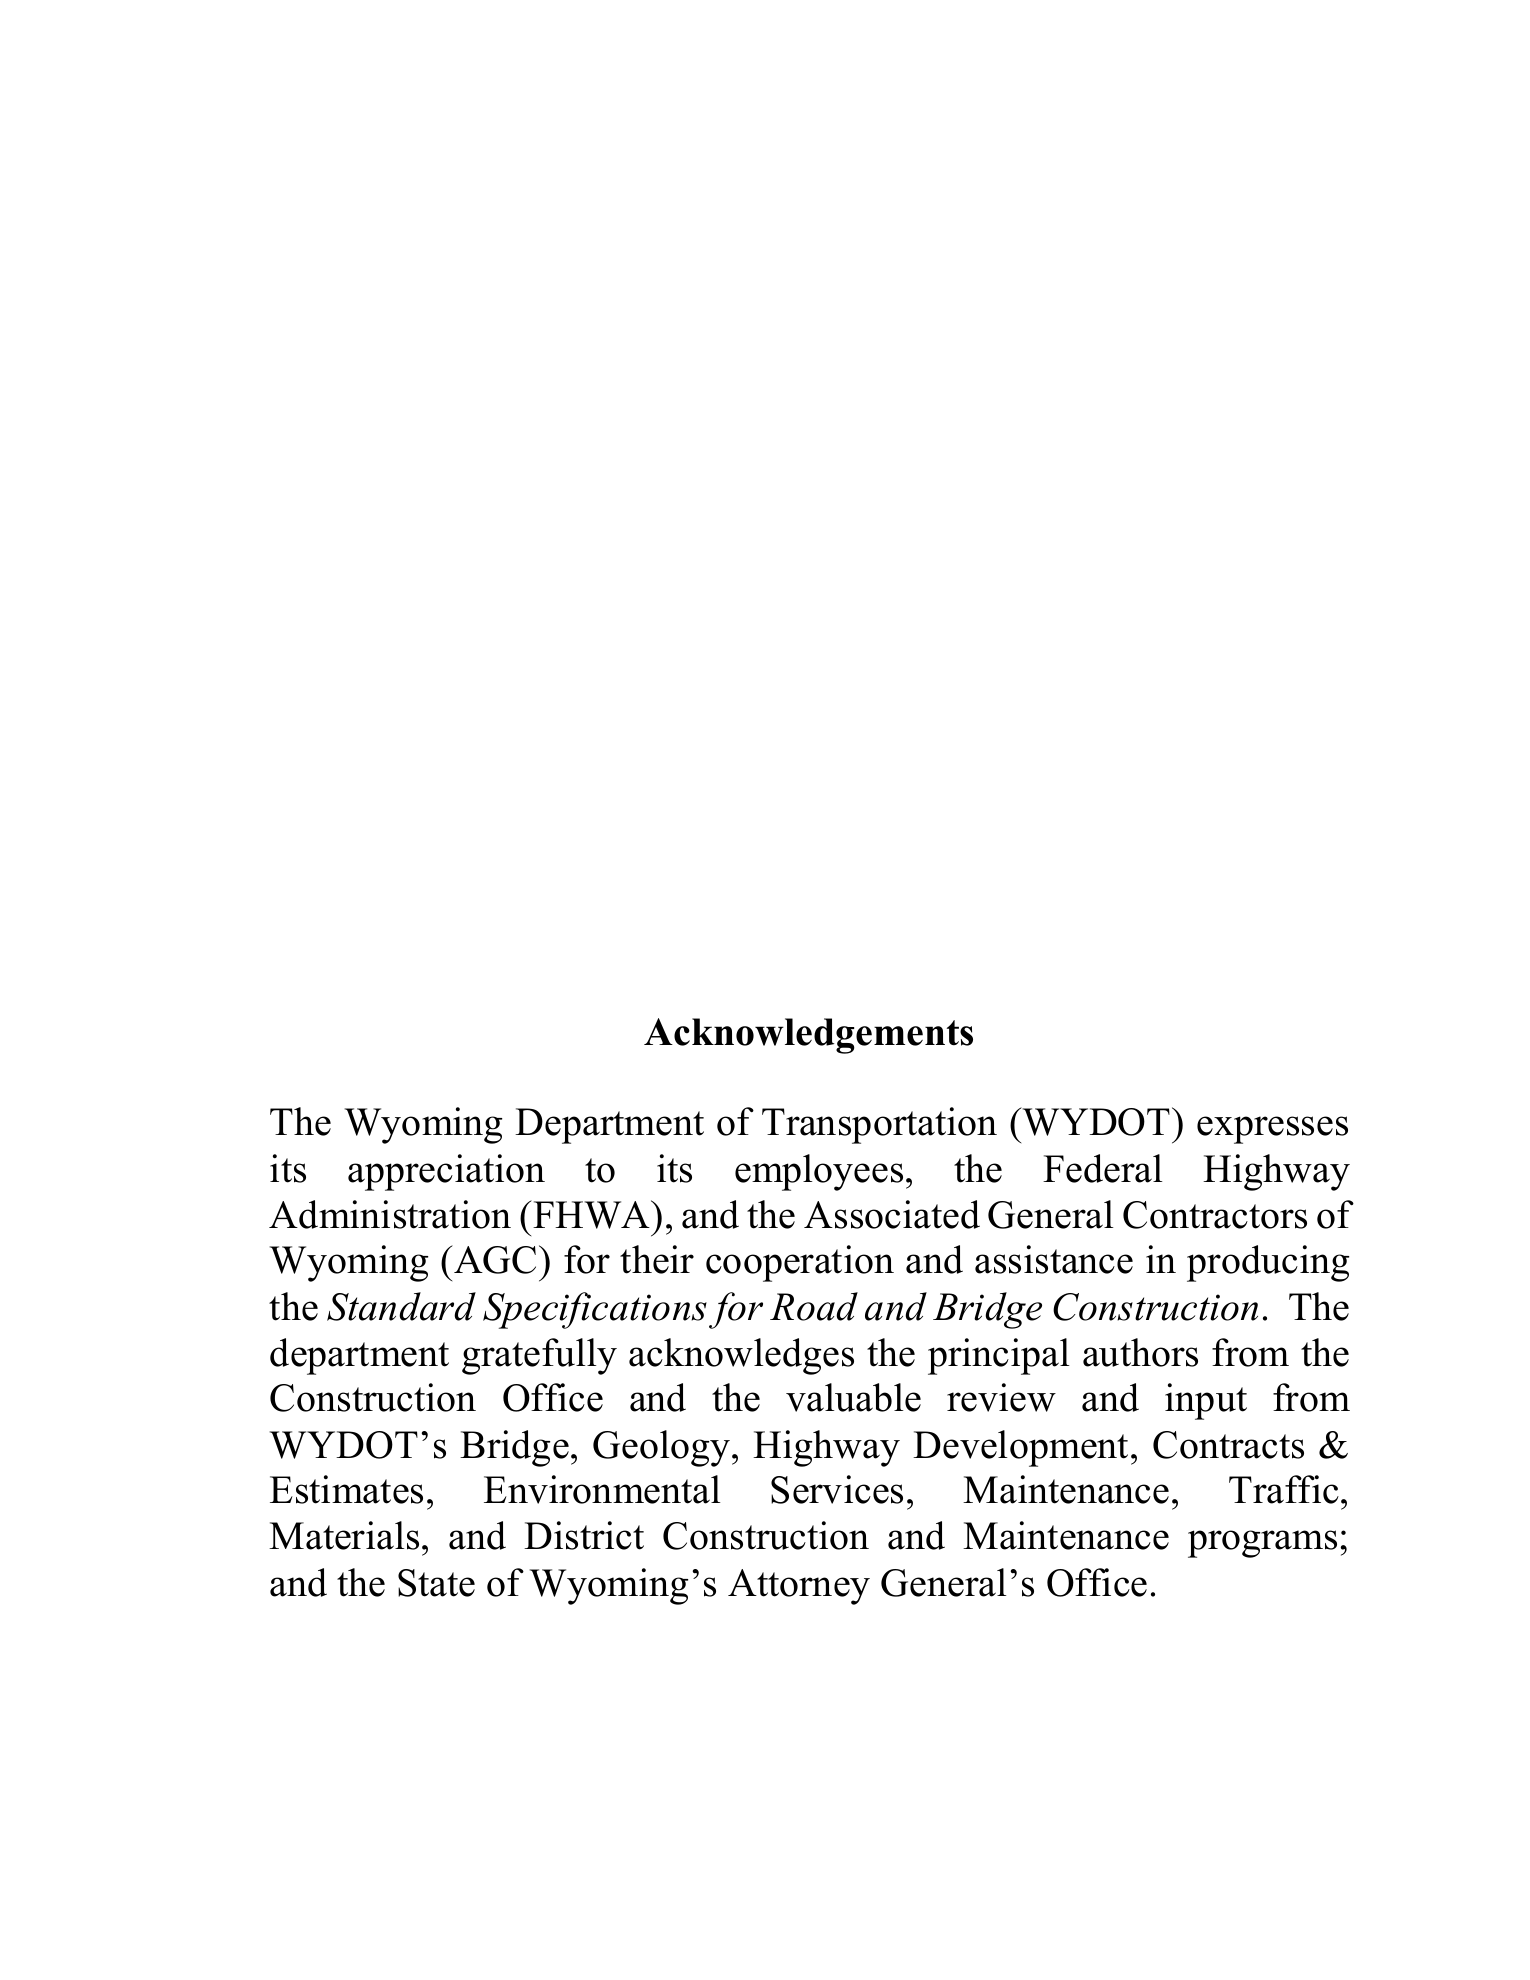 Acknowledgements
The Wyoming Department of Transportation (WYDOT) expresses
its appreciation to its employees, the Federal Highway
Administration (FHWA), and the Associated General Contractors of
Wyoming (AGC) for their cooperation and assistance in producing
the Standard Specifications for Road and Bridge Construction. The
department gratefully acknowledges the principal authors from the
Construction Office and the valuable review and input from
WYDOT’s Bridge, Geology, Highway Development, Contracts &
Estimates, Environmental Services, Maintenance, Traffic,
Materials, and District Construction and Maintenance programs;
and the State of Wyoming’s Attorney General’s Office.